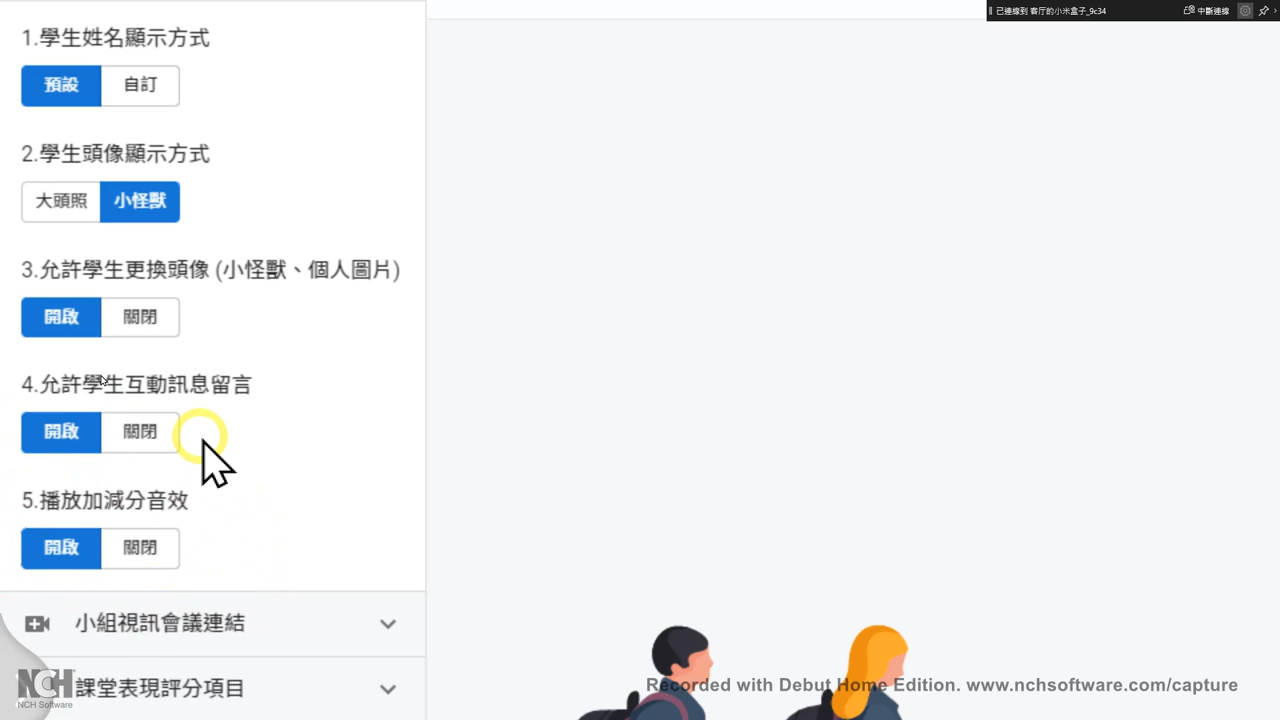 已連線到 客厅的小米盒子_9c34
中斷連線
1.學生姓名顯示方式
預設 自訂
2.學生頭像顯示方式
大頭照 小怪獸
3.允許學生更換頭像 (小怪獸、個人圖片)
開啟 關閉
4.允許學生互動訊息留言
開啟 關閉
5.播放加減分音效
開啟 關閉
小組視訊會議連結
課堂表現評分項目
NCH
NCH Software
Recorded with Debut Home Edition. www.nchsoftware.com/capture